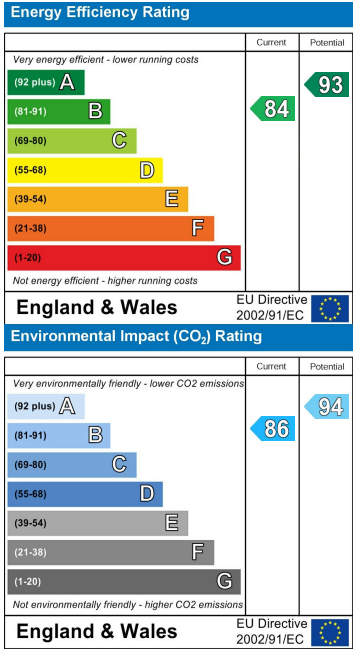 Energy Efficiency Rating
Current Potential
Very energy efficient - lower running costs
(92 plus) A
93
(81-91) B
84
(69-80) C
(55-68) D
(39-54) E
(21-38) F
(1-20) G
Not energy efficient - higher running costs
England & Wales
EU Directive
2002/91/EC
Environmental Impact (CO₂) Rating
Current Potential
Very environmentally friendly - lower CO2 emissions
(92 plus) A
94
(81-91) B
86
(69-80) C
(55-68) D
(39-54) E
(21-38) F
(1-20) G
Not environmentally friendly - higher CO2 emissions
England & Wales
EU Directive
2002/91/EC